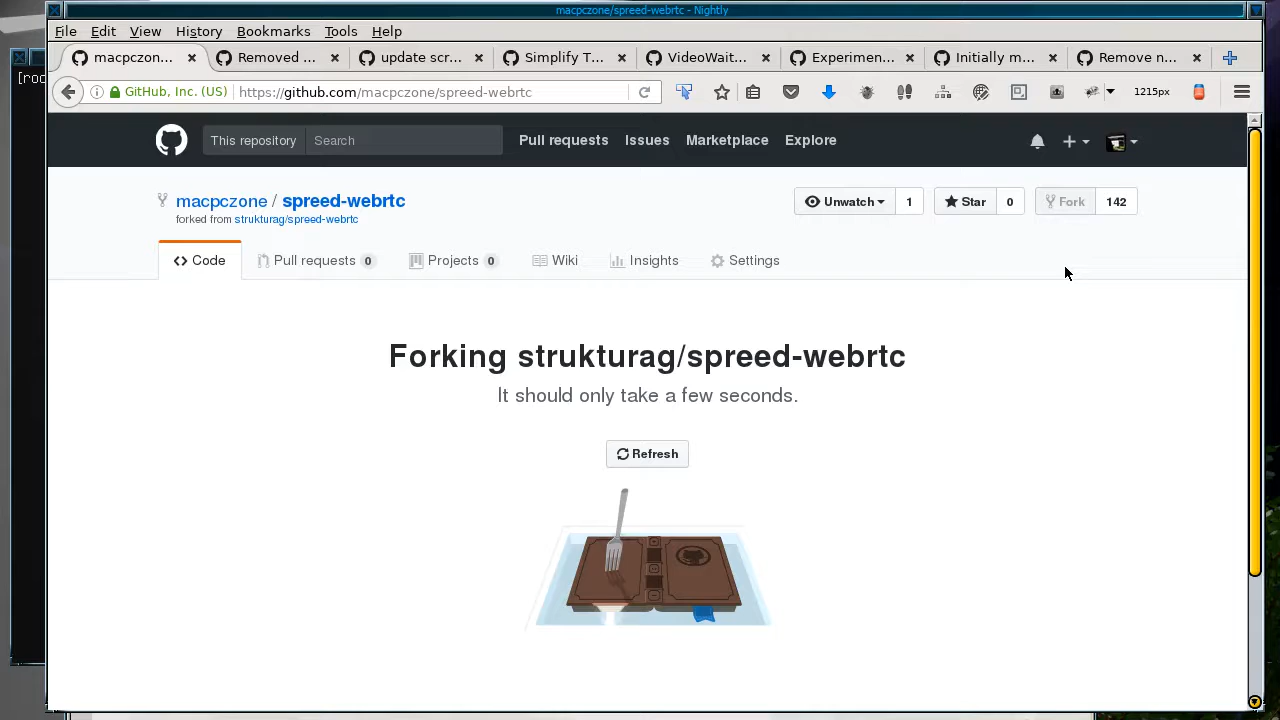 macpczone/spreed-webrtc - Nightly
File Edit View History Bookmarks Tools Help
macpczon... × Removed ... × update scr... × Simplify T... × VideoWait... × Experimen... × Initially m... × Remove n... ×
GitHub, Inc. (US) https://github.com/macpczone/spreed-webrtc 1215px
[roo
This repository Search Pull requests Issues Marketplace Explore
macpczone / spreed-webrtc Unwatch 1 Star 0 Fork 142
forked from strukturag/spreed-webrtc
Code Pull requests 0 Projects 0 Wiki Insights Settings
Forking strukturag/spreed-webrtc
It should only take a few seconds.
Refresh